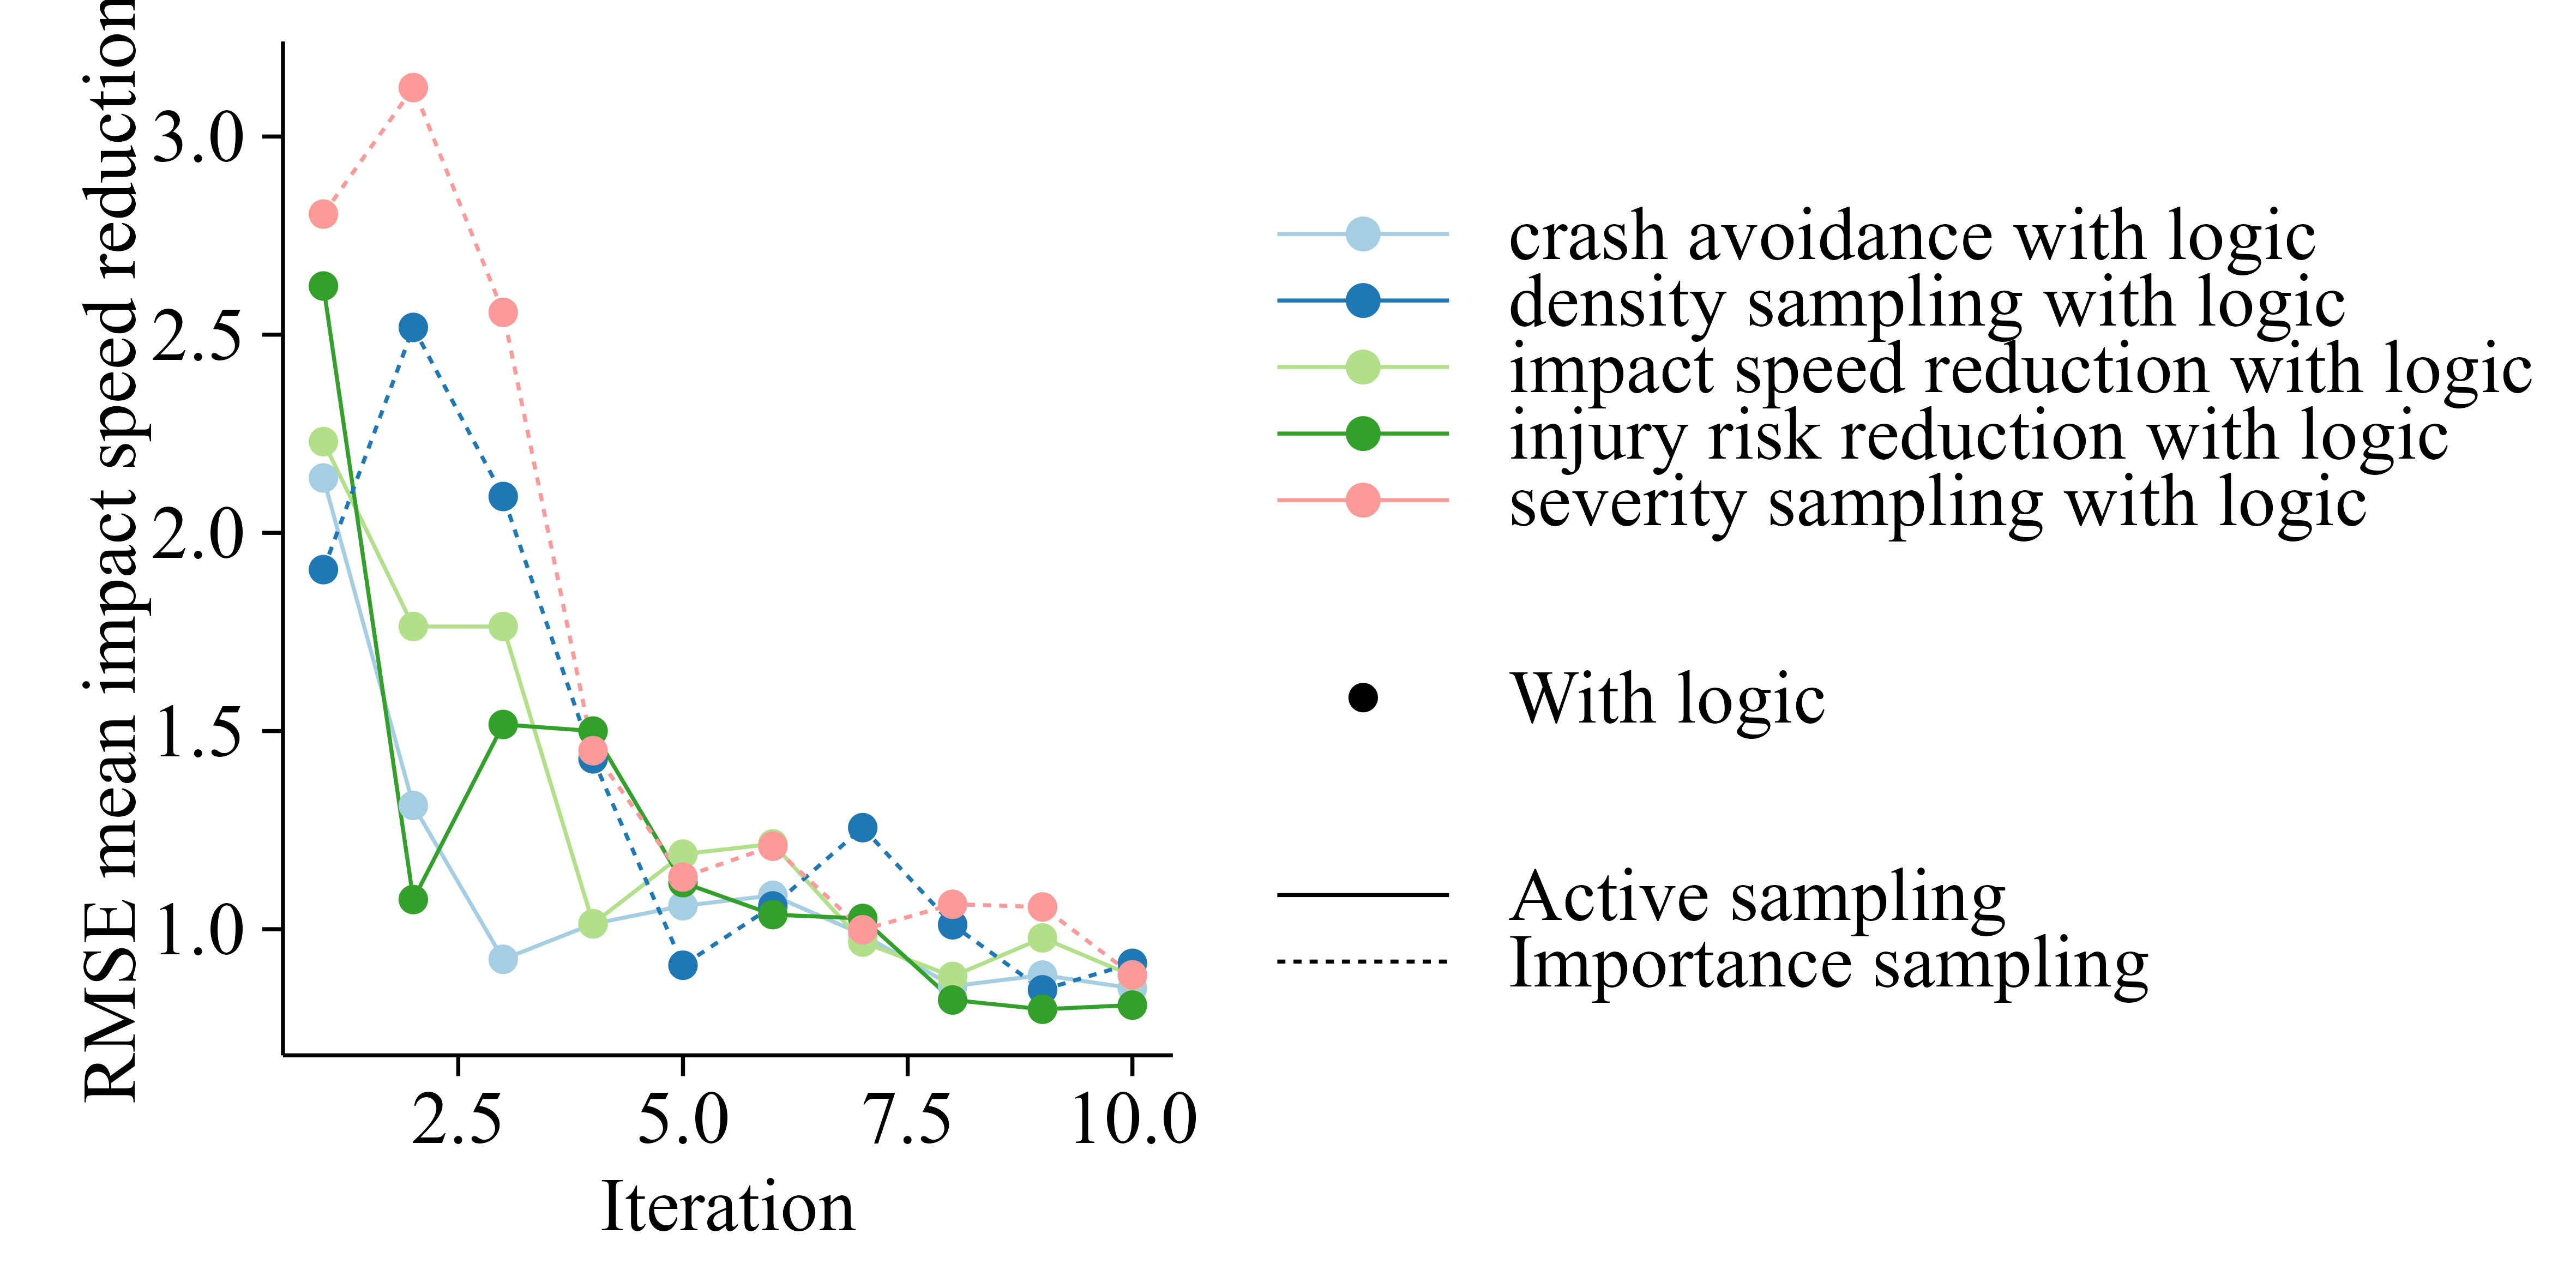 RMSE mean impact speed reduction
3.0
2.5
2.0
1.5
1.0
2.5 5.0 7.5 10.0
Iteration
crash avoidance with logic
density sampling with logic
impact speed reduction with logic
injury risk reduction with logic
severity sampling with logic
With logic
Active sampling
Importance sampling